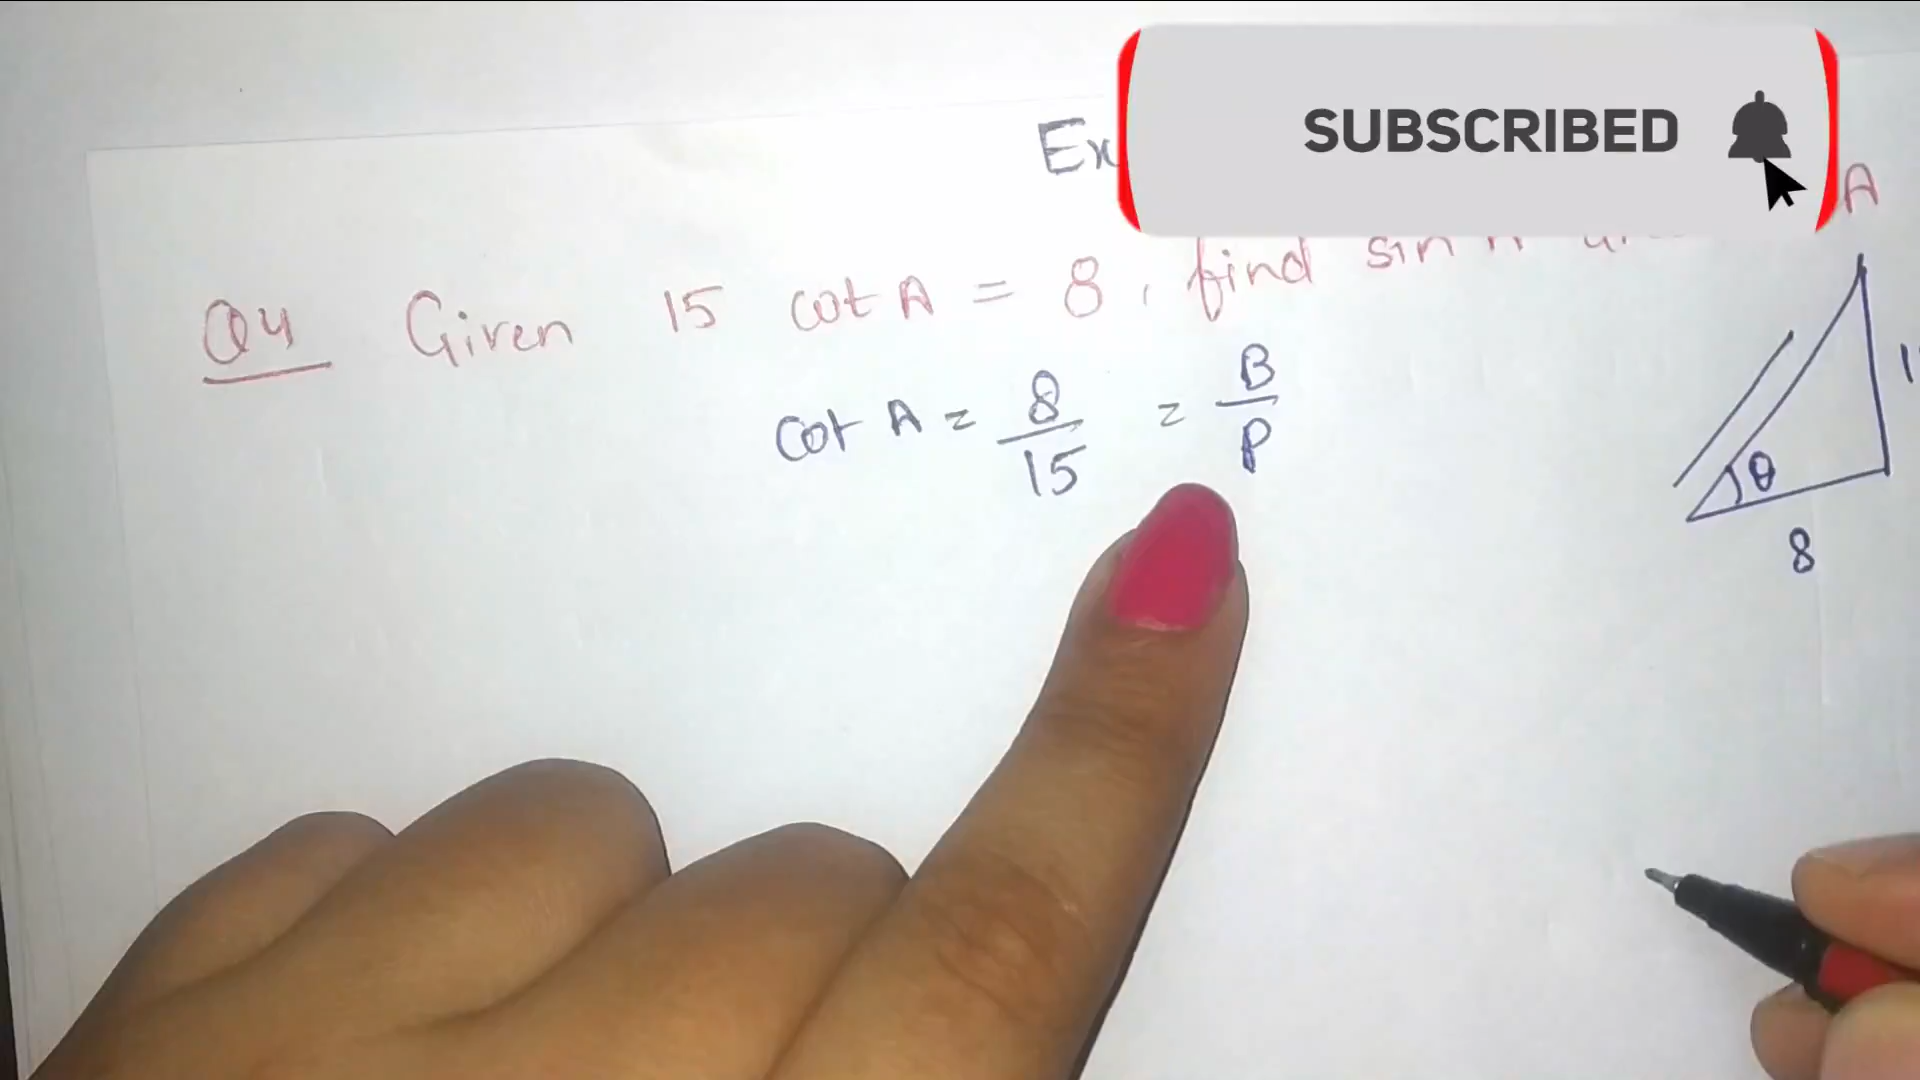 Ex
SUBSCRIBED
Q4 Given 15 cot A = 8, find sin A A
cot A = 8/15 = B/P
θ
8